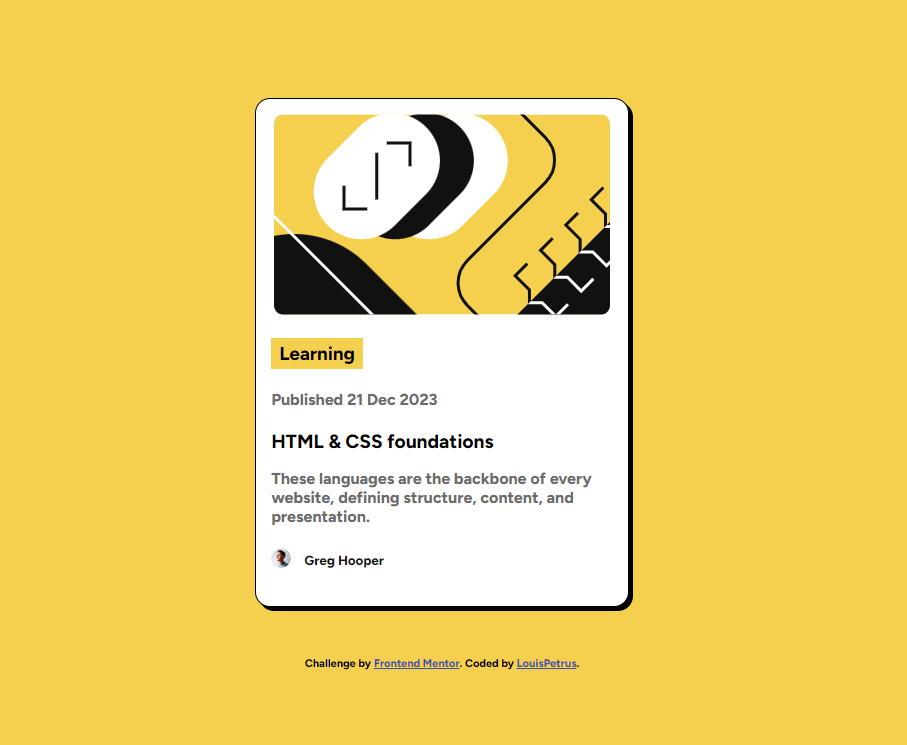 Learning
Published 21 Dec 2023
HTML & CSS foundations
These languages are the backbone of every
website, defining structure, content, and
presentation.
Greg Hooper
Challenge by Frontend Mentor. Coded by LouisPetrus.